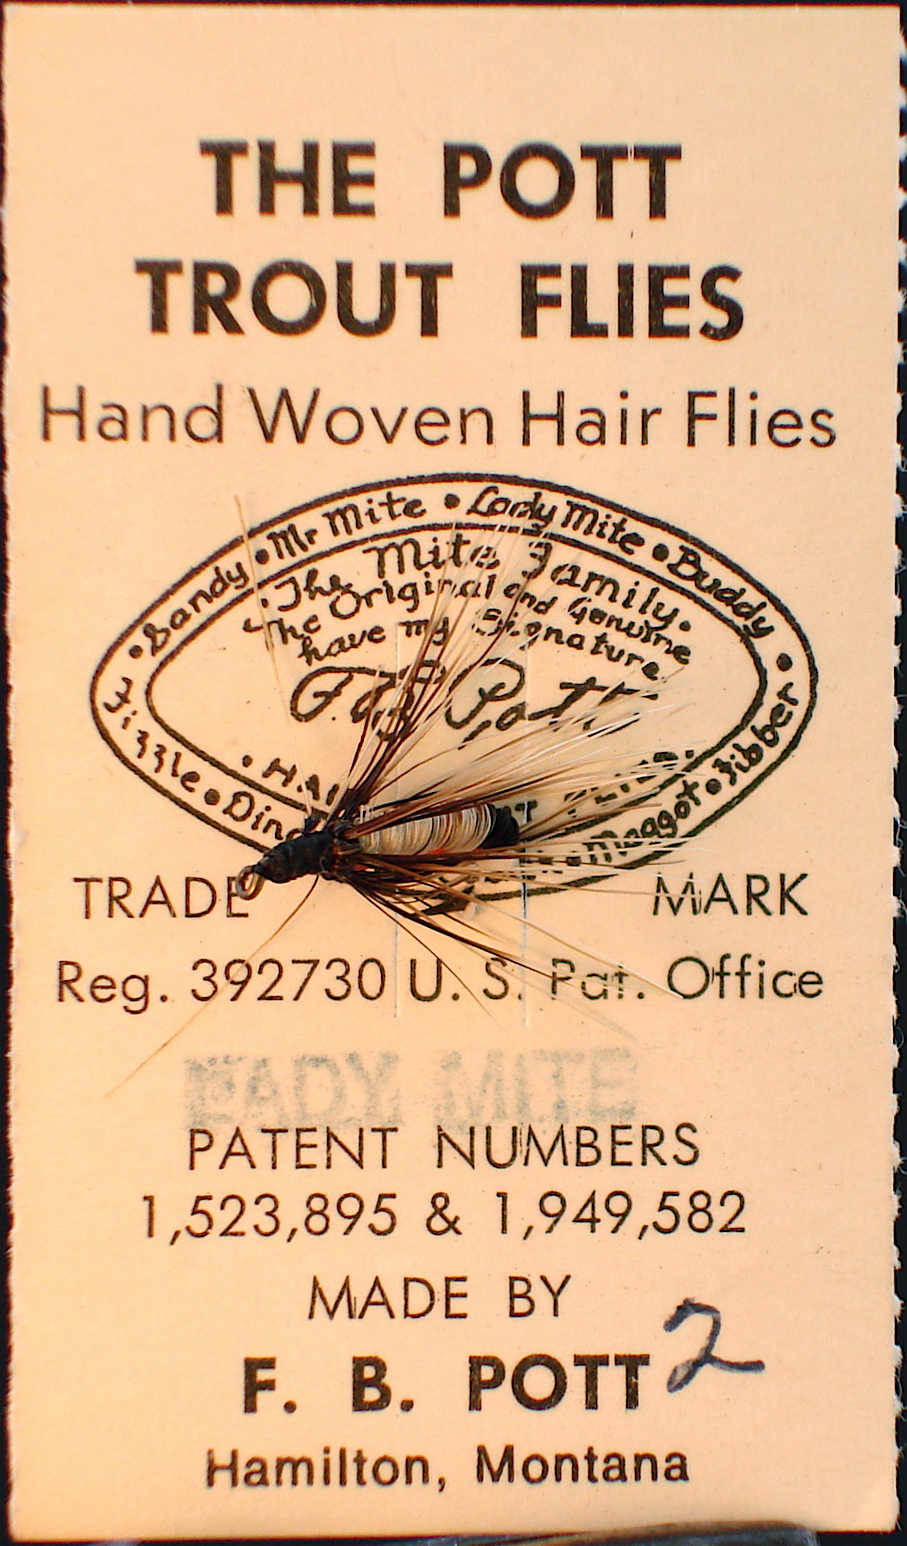 THE POTT
TROUT FLIES
Hand Woven Hair Flies
Fizzle • Sandy • Mr Mite • Lady Mite • Buddy • Fibber • Maggot
The Mite Family.
The Original and Genuine
have my Signature
F B Pott
TRADE MARK
Reg. 392730 U. S. Pat. Office
LADY MITE
PATENT NUMBERS
1,523,895 & 1,949,582
MADE BY
F. B. POTT 2
Hamilton, Montana